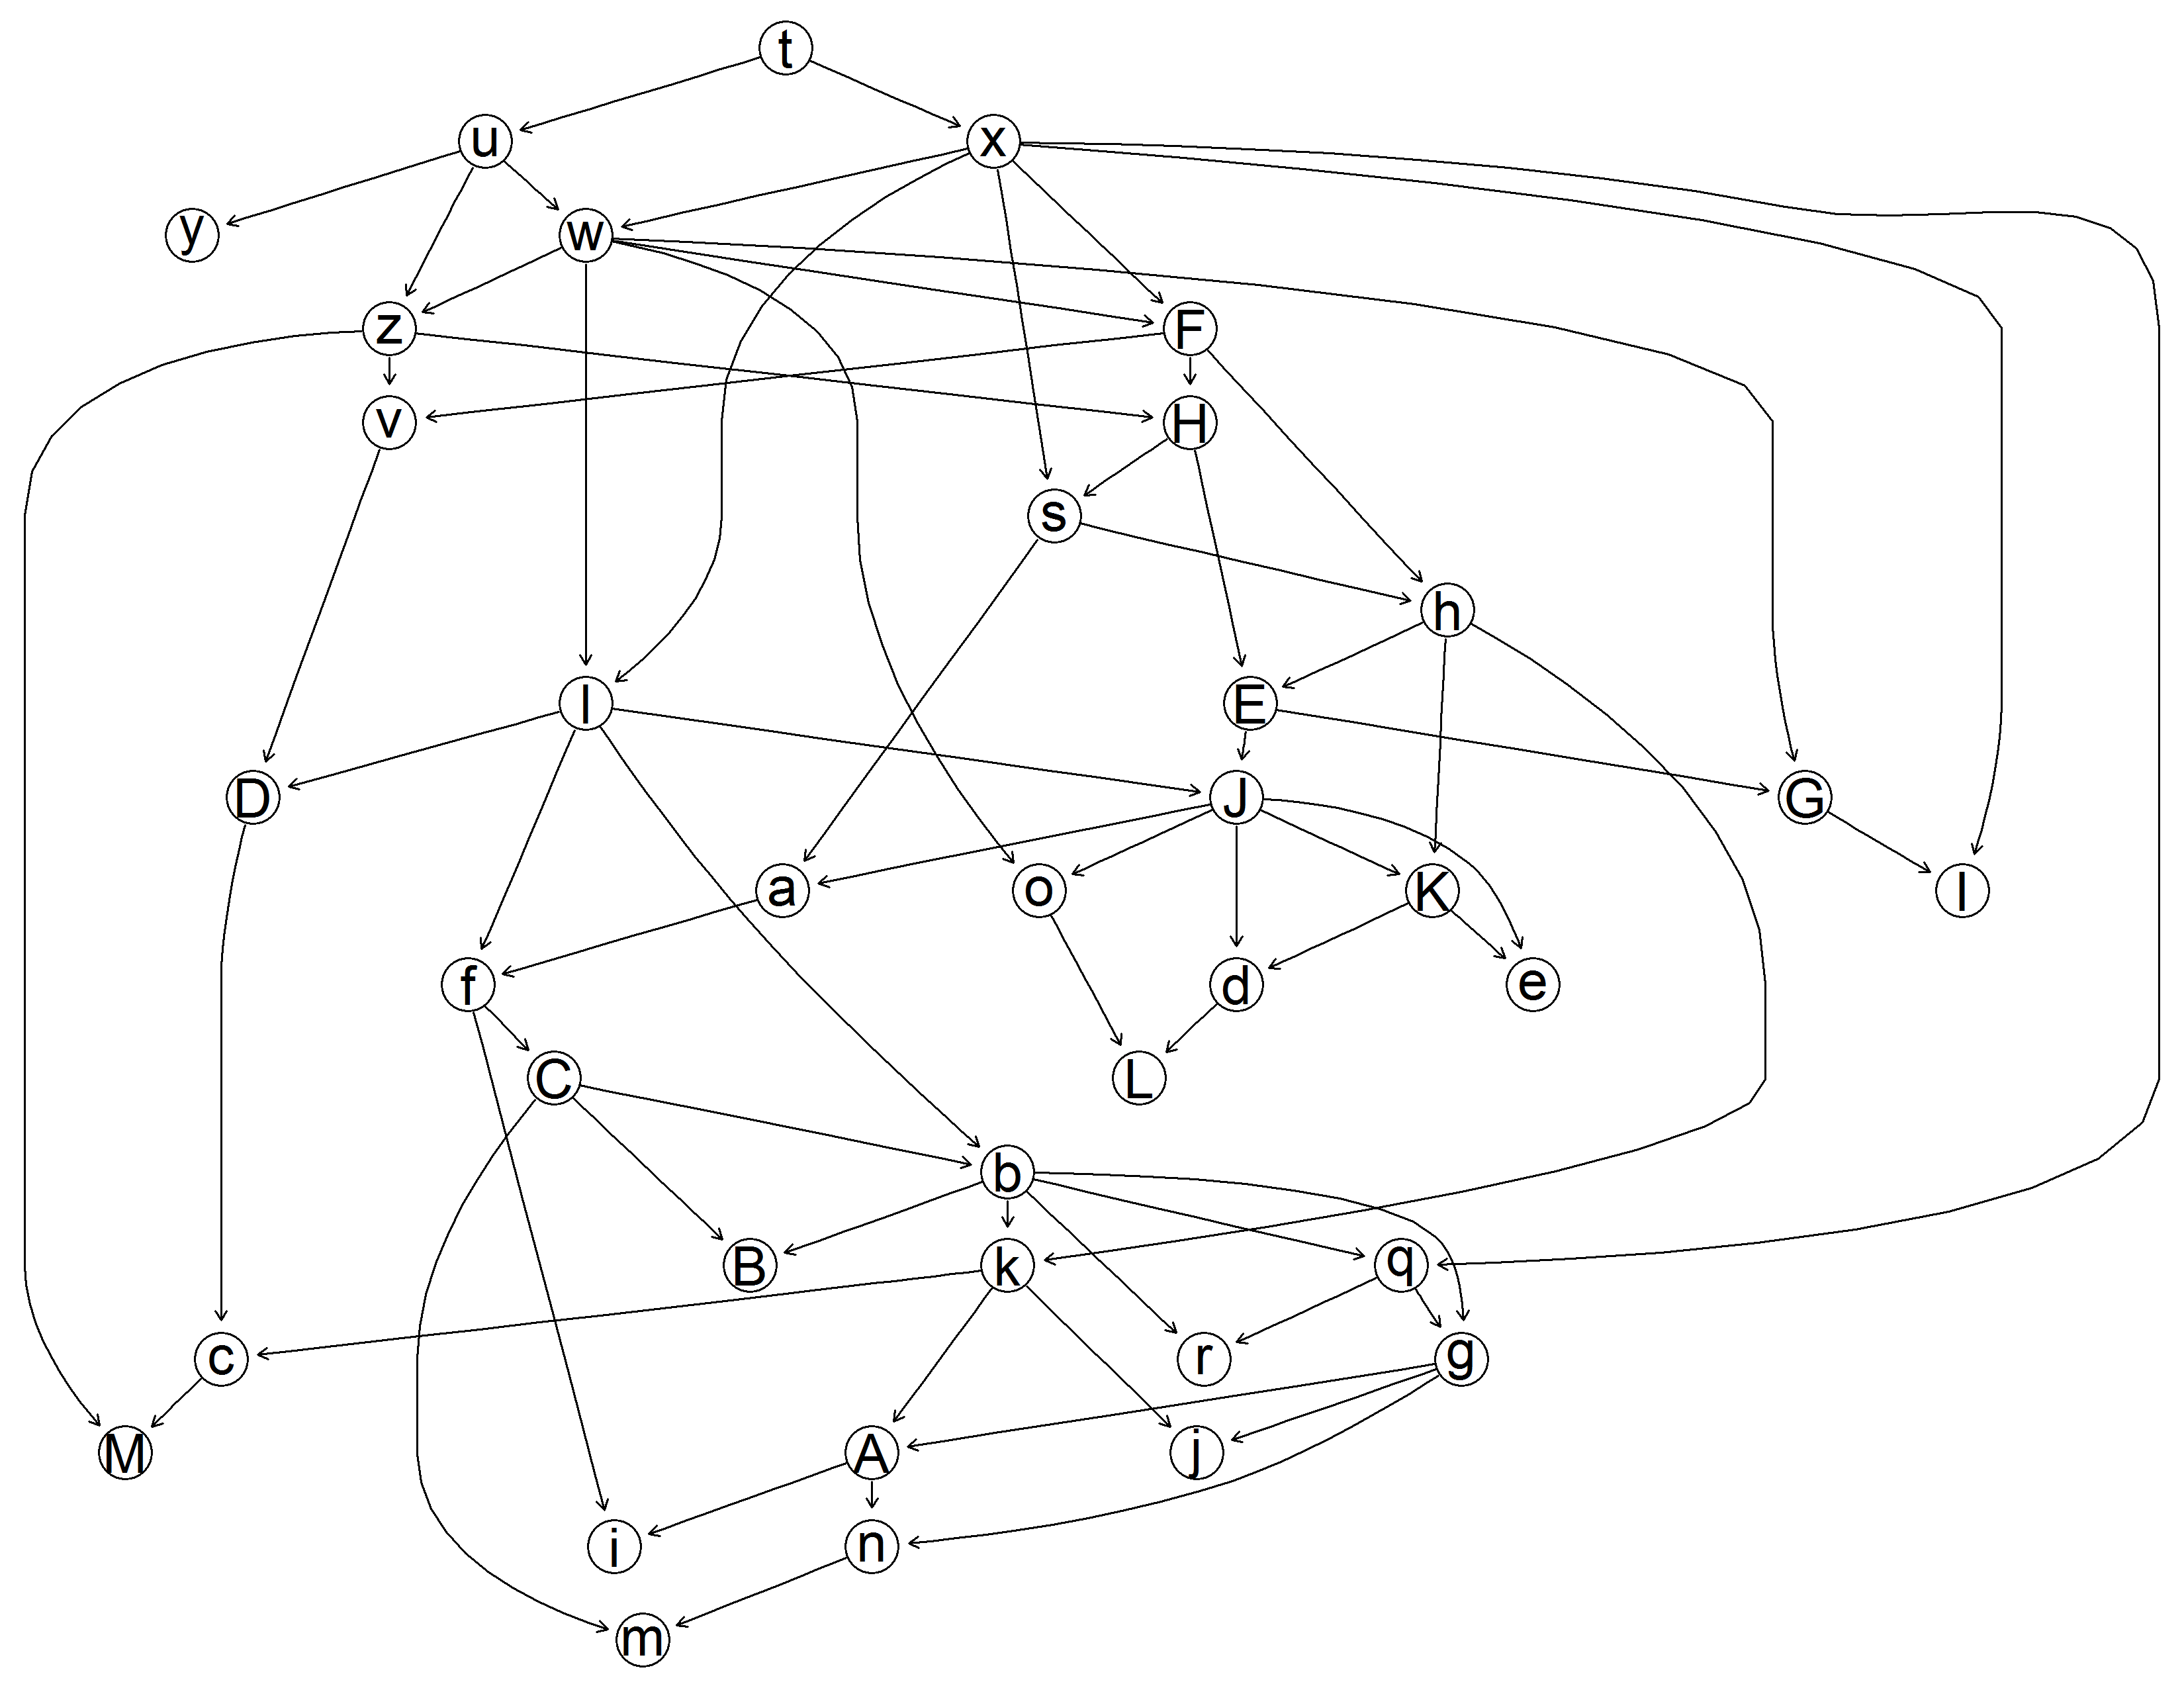 t
u x
y w
z F
v H
s
h
l E
D J G
a o K I
f d e
C L
b
B k q
c r g
M A j
i n
m